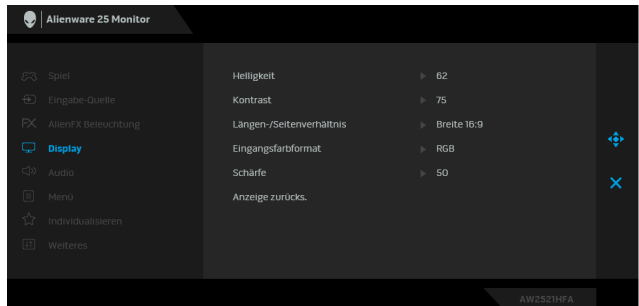 Alienware 25 Monitor
Spiel
Eingabe-Quelle
AlienFX Beleuchtung
Display
Audio
Menü
Individualisieren
Weiteres
Helligkeit 62
Kontrast 75
Längen-/Seitenverhältnis Breite 16:9
Eingangsfarbformat RGB
Schärfe 50
Anzeige zurücks.
AW2521HFA